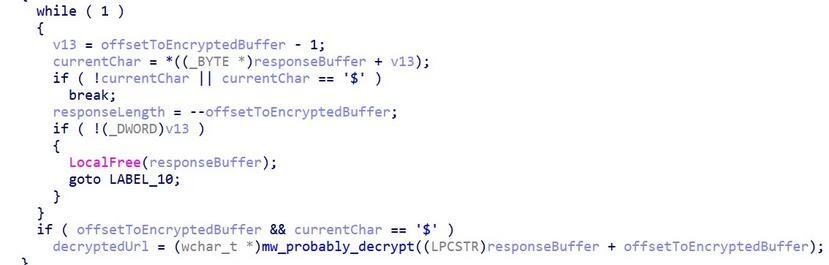 while ( 1 )
{
v13 = offsetToEncryptedBuffer - 1;
currentChar = *((_BYTE *)responseBuffer + v13);
if ( !currentChar || currentChar == '$' )
break;
responseLength = --offsetToEncryptedBuffer;
if ( !(_DWORD)v13 )
{
LocalFree(responseBuffer);
goto LABEL_10;
}
}
if ( offsetToEncryptedBuffer && currentChar == '$' )
decryptedUrl = (wchar_t *)mw_probably_decrypt((LPCSTR)responseBuffer + offsetToEncryptedBuffer);
}